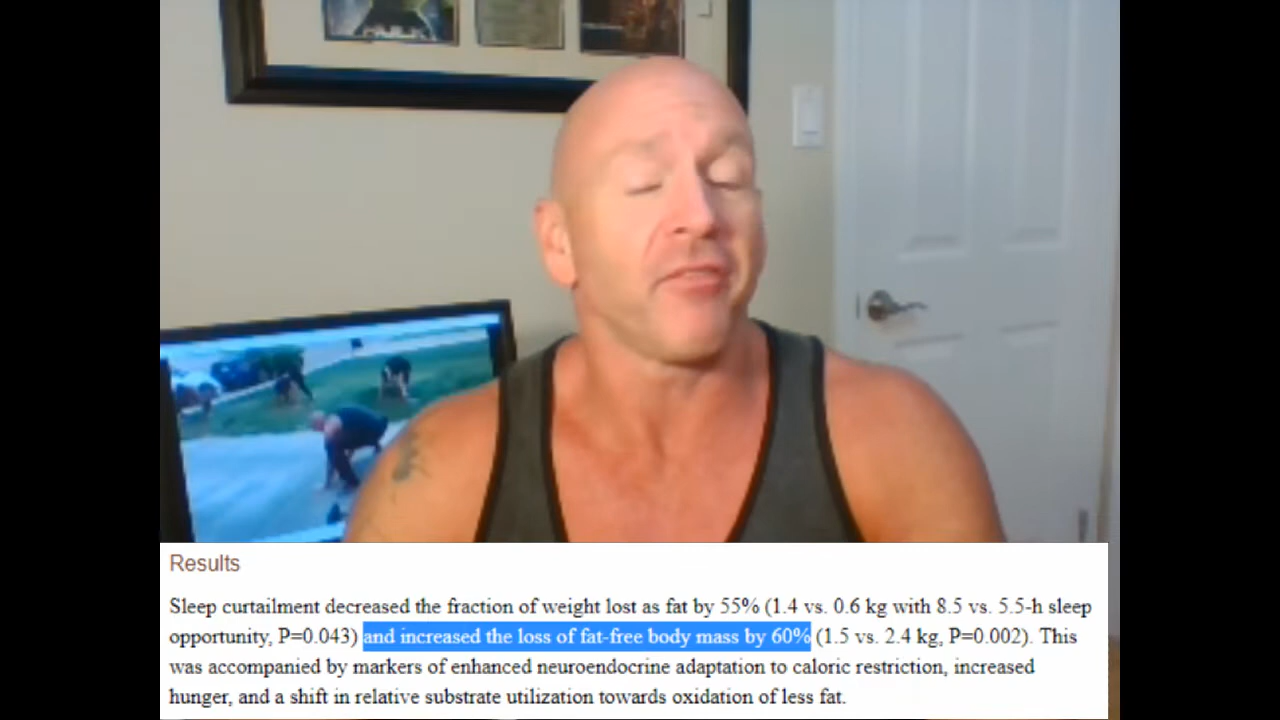 Results
Sleep curtailment decreased the fraction of weight lost as fat by 55% (1.4 vs. 0.6 kg with 8.5 vs. 5.5-h sleep
opportunity, P=0.043) and increased the loss of fat-free body mass by 60% (1.5 vs. 2.4 kg, P=0.002). This
was accompanied by markers of enhanced neuroendocrine adaptation to caloric restriction, increased
hunger, and a shift in relative substrate utilization towards oxidation of less fat.